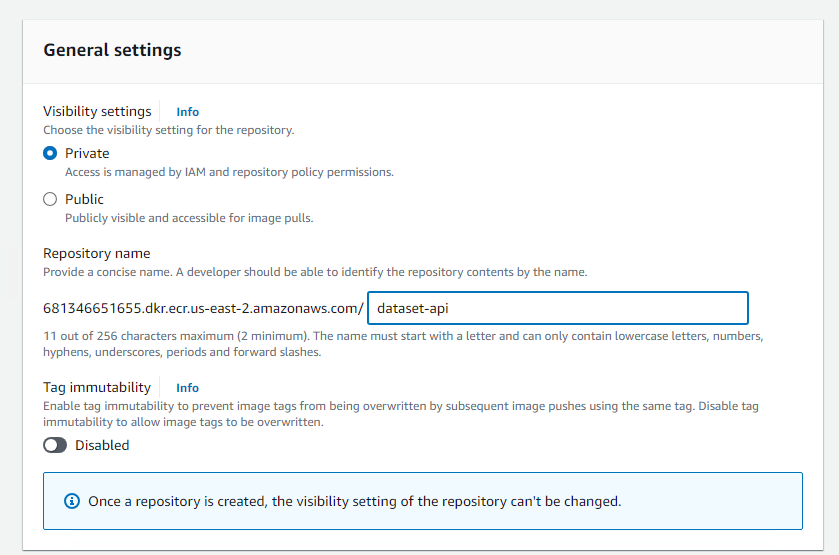 General settings
Visibility settings Info
Choose the visibility setting for the repository.
Private
Access is managed by IAM and repository policy permissions.
Public
Publicly visible and accessible for image pulls.
Repository name
Provide a concise name. A developer should be able to identify the repository contents by the name.
681346651655.dkr.ecr.us-east-2.amazonaws.com/ dataset-api
11 out of 256 characters maximum (2 minimum). The name must start with a letter and can only contain lowercase letters, numbers,
hyphens, underscores, periods and forward slashes.
Tag immutability Info
Enable tag immutability to prevent image tags from being overwritten by subsequent image pushes using the same tag. Disable tag
immutability to allow image tags to be overwritten.
Disabled
Once a repository is created, the visibility setting of the repository can't be changed.